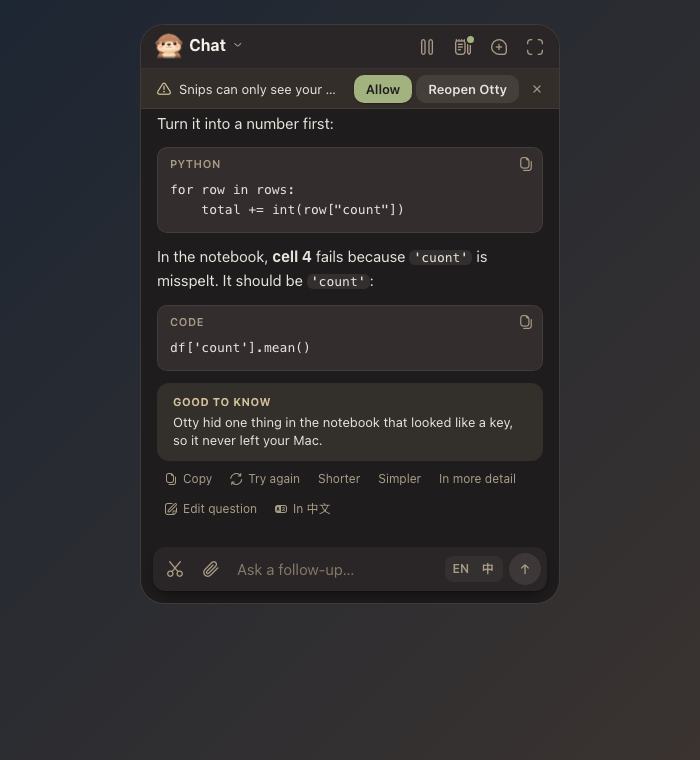 Chat
Snips can only see your ...
Allow
Reopen Otty
Turn it into a number first:
PYTHON
for row in rows:
    total += int(row["count"])
In the notebook, cell 4 fails because 'cuont' is
misspelt. It should be 'count':
CODE
df['count'].mean()
GOOD TO KNOW
Otty hid one thing in the notebook that looked like a key,
so it never left your Mac.
Copy
Try again
Shorter
Simpler
In more detail
Edit question
In 中文
Ask a follow-up...
EN 中